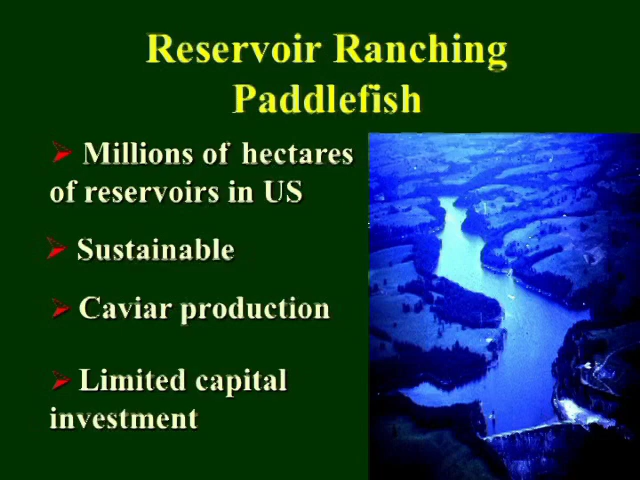 Reservoir Ranching
Paddlefish
Millions of hectares
of reservoirs in US
Sustainable
Caviar production
Limited capital
investment